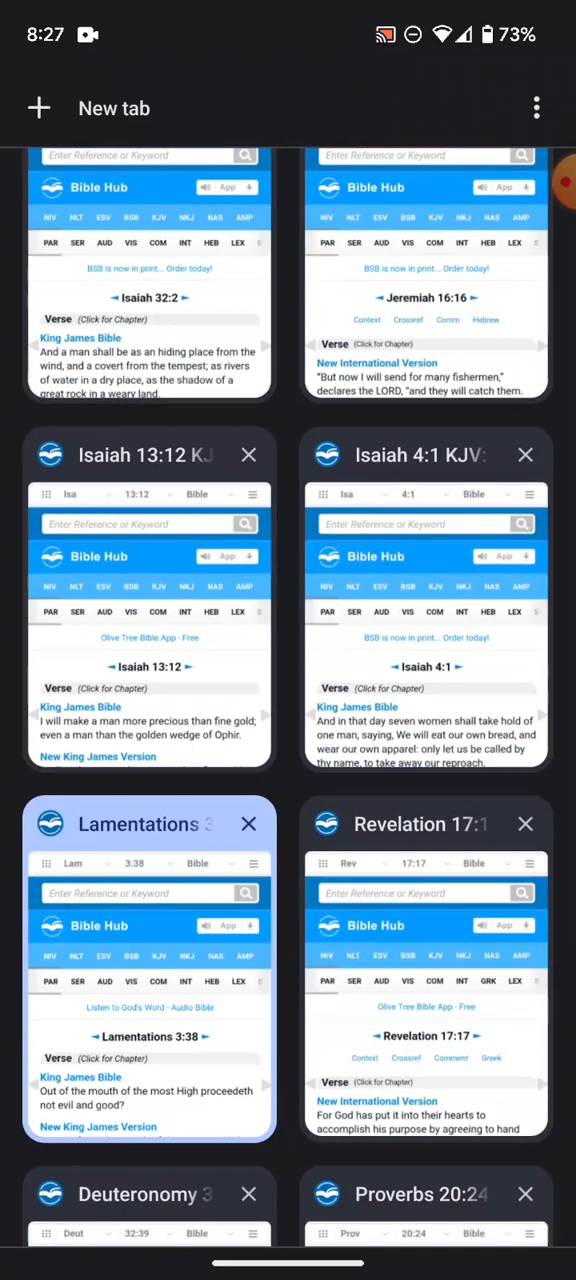 8:27
73%
New tab
Enter Reference or Keyword
Bible Hub
App
NIV NLT ESV BSB KJV NKJ NAS AMP
PAR SER AUD VIS COM INT HEB LEX
BSB is now in print... Order today!
Isaiah 32:2
Verse (Click for Chapter)
King James Bible
And a man shall be as an hiding place from the
wind, and a covert from the tempest; as rivers
of water in a dry place, as the shadow of a
great rock in a weary land.
Enter Reference or Keyword
Bible Hub
App
NIV NLT ESV BSB KJV NKJ NAS AMP
PAR SER AUD VIS COM INT HEB LEX
BSB is now in print... Order today!
Jeremiah 16:16
Context Crossref Comm Hebrew
Verse (Click for Chapter)
New International Version
“But now I will send for many fishermen,”
declares the LORD, “and they will catch them.
Isaiah 13:12 KJ
Isa 13:12 Bible
Enter Reference or Keyword
Bible Hub
App
NIV NLT ESV BSB KJV NKJ NAS AMP
PAR SER AUD VIS COM INT HEB LEX
Olive Tree Bible App - Free
Isaiah 13:12
Verse (Click for Chapter)
King James Bible
I will make a man more precious than fine gold;
even a man than the golden wedge of Ophir.
New King James Version
Isaiah 4:1 KJV:
Isa 4:1 Bible
Enter Reference or Keyword
Bible Hub
App
NIV NLT ESV BSB KJV NKJ NAS AMP
PAR SER AUD VIS COM INT HEB LEX
BSB is now in print... Order today!
Isaiah 4:1
Verse (Click for Chapter)
King James Bible
And in that day seven women shall take hold of
one man, saying, We will eat our own bread, and
wear our own apparel: only let us be called by
thy name, to take away our reproach.
Lamentations 3
Lam 3:38 Bible
Enter Reference or Keyword
Bible Hub
App
NIV NLT ESV BSB KJV NKJ NAS AMP
PAR SER AUD VIS COM INT HEB LEX
Listen to God's Word - Audio Bible
Lamentations 3:38
Verse (Click for Chapter)
King James Bible
Out of the mouth of the most High proceedeth
not evil and good?
New King James Version
Revelation 17:1
Rev 17:17 Bible
Enter Reference or Keyword
Bible Hub
App
NIV NLT ESV BSB KJV NKJ NAS AMP
PAR SER AUD VIS COM INT GRK LEX
Olive Tree Bible App - Free
Revelation 17:17
Context Crossref Comment Greek
Verse (Click for Chapter)
New International Version
For God has put it into their hearts to
accomplish his purpose by agreeing to hand
Deuteronomy 3
Deut 32:39 Bible
Proverbs 20:24
Prov 20:24 Bible